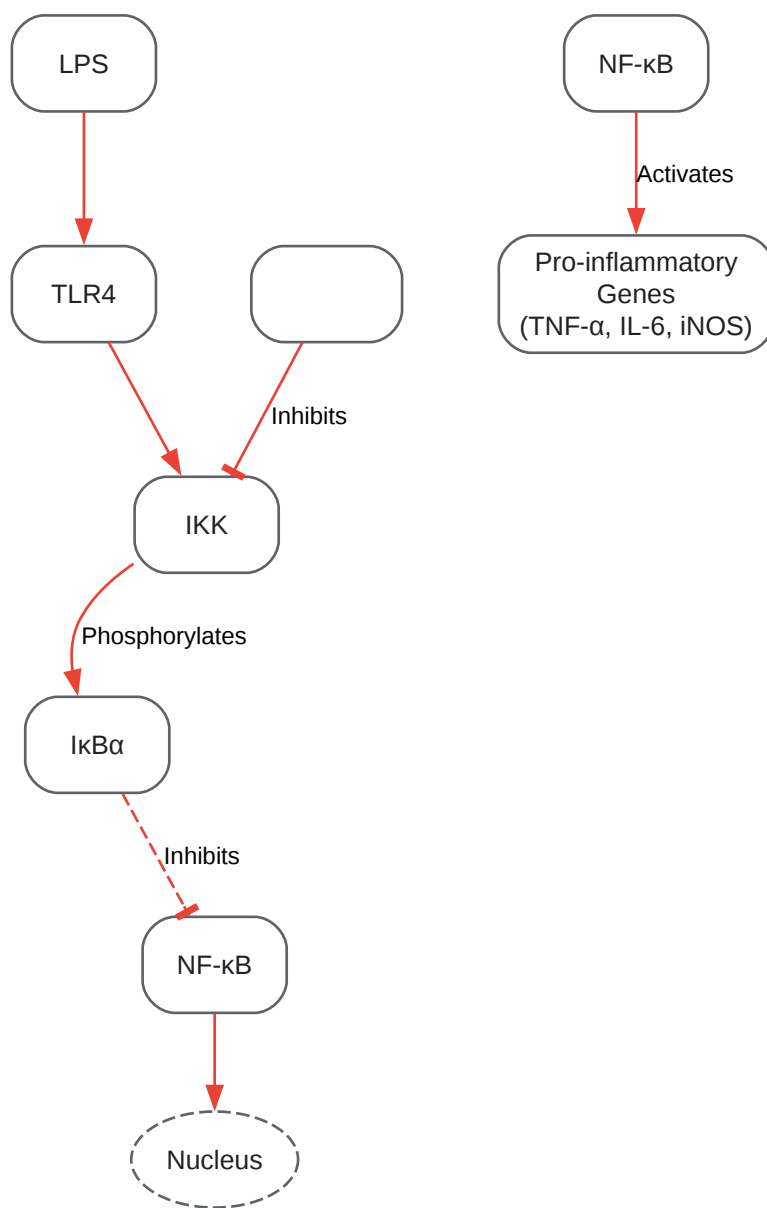 LPS
NF-κB
Activates
TLR4
Pro-inflammatory
Genes
(TNF-α, IL-6, iNOS)
Inhibits
IKK
Phosphorylates
IκBα
Inhibits
NF-κB
Nucleus